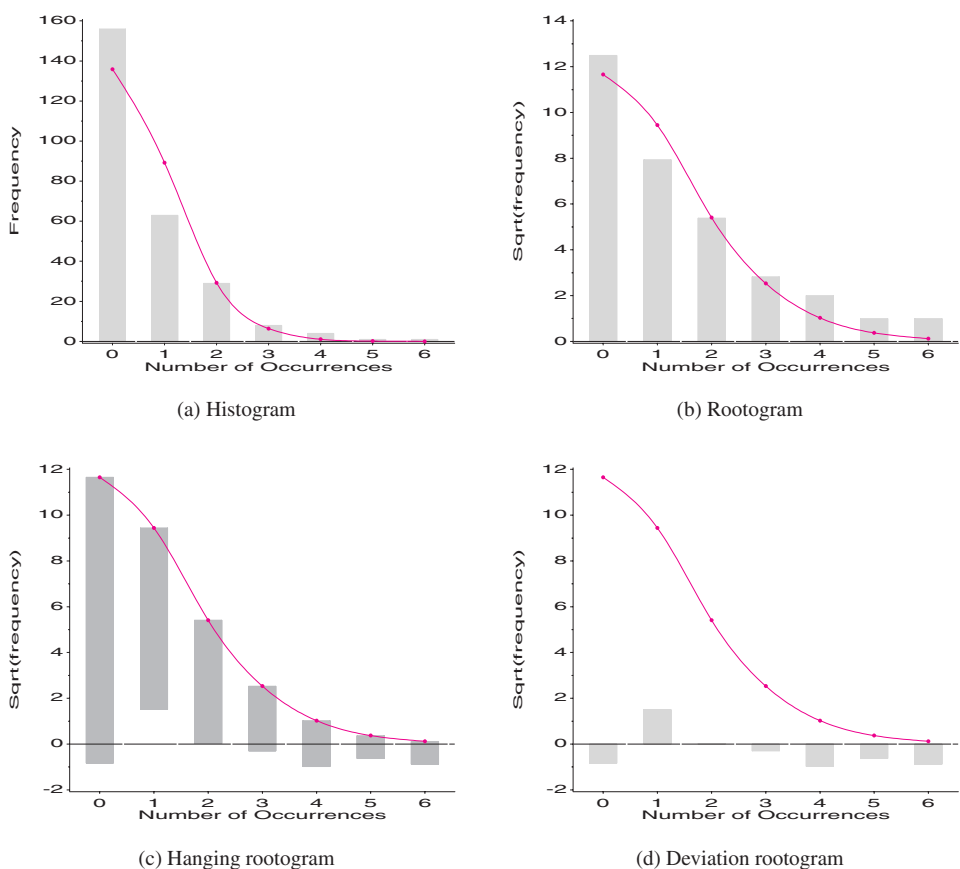 160
140
120
100
80
60
40
20
0
Frequency
0 1 2 3 4 5 6
Number of Occurrences
(a) Histogram
14
12
10
8
6
4
2
0
Sqrt(frequency)
0 1 2 3 4 5 6
Number of Occurrences
(b) Rootogram
12
10
8
6
4
2
0
-2
Sqrt(frequency)
0 1 2 3 4 5 6
Number of Occurrences
(c) Hanging rootogram
12
10
8
6
4
2
0
-2
Sqrt(frequency)
0 1 2 3 4 5 6
Number of Occurrences
(d) Deviation rootogram